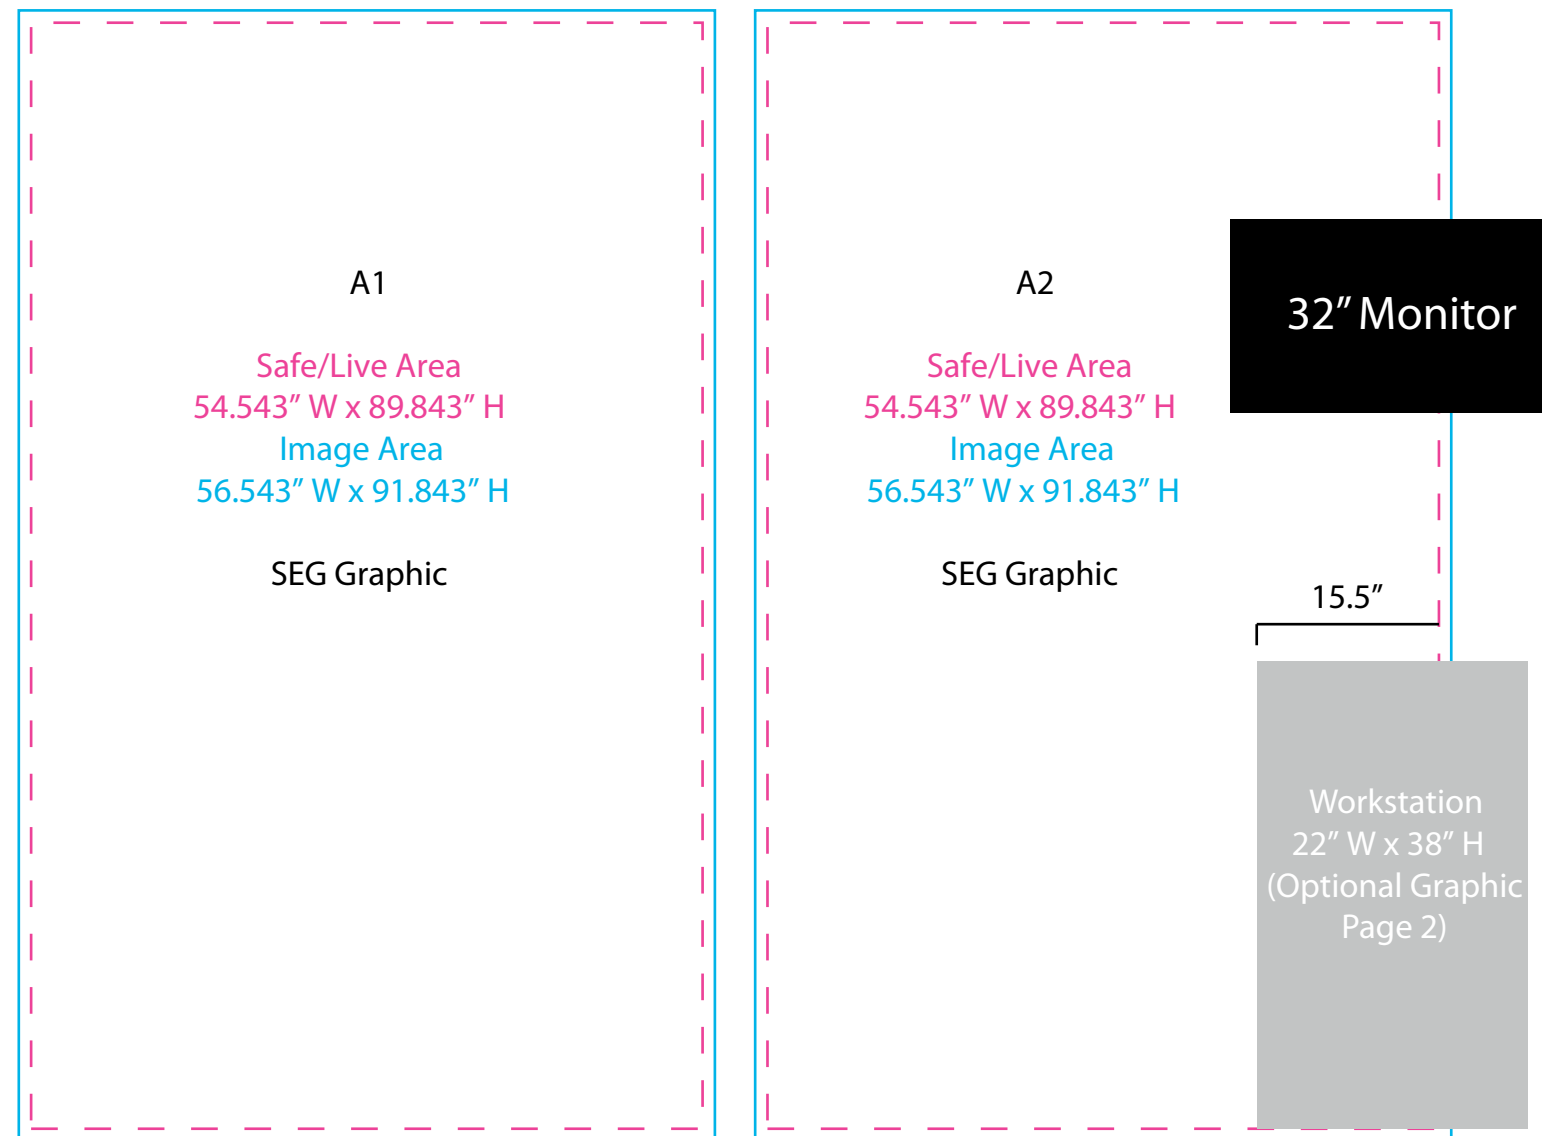 A1
Safe/Live Area
54.543” W x 89.843” H
Image Area
56.543” W x 91.843” H
SEG Graphic
A2
Safe/Live Area
54.543” W x 89.843” H
Image Area
56.543” W x 91.843” H
SEG Graphic
32” Monitor
15.5”
Workstation
22” W x 38” H
(Optional Graphic
Page 2)